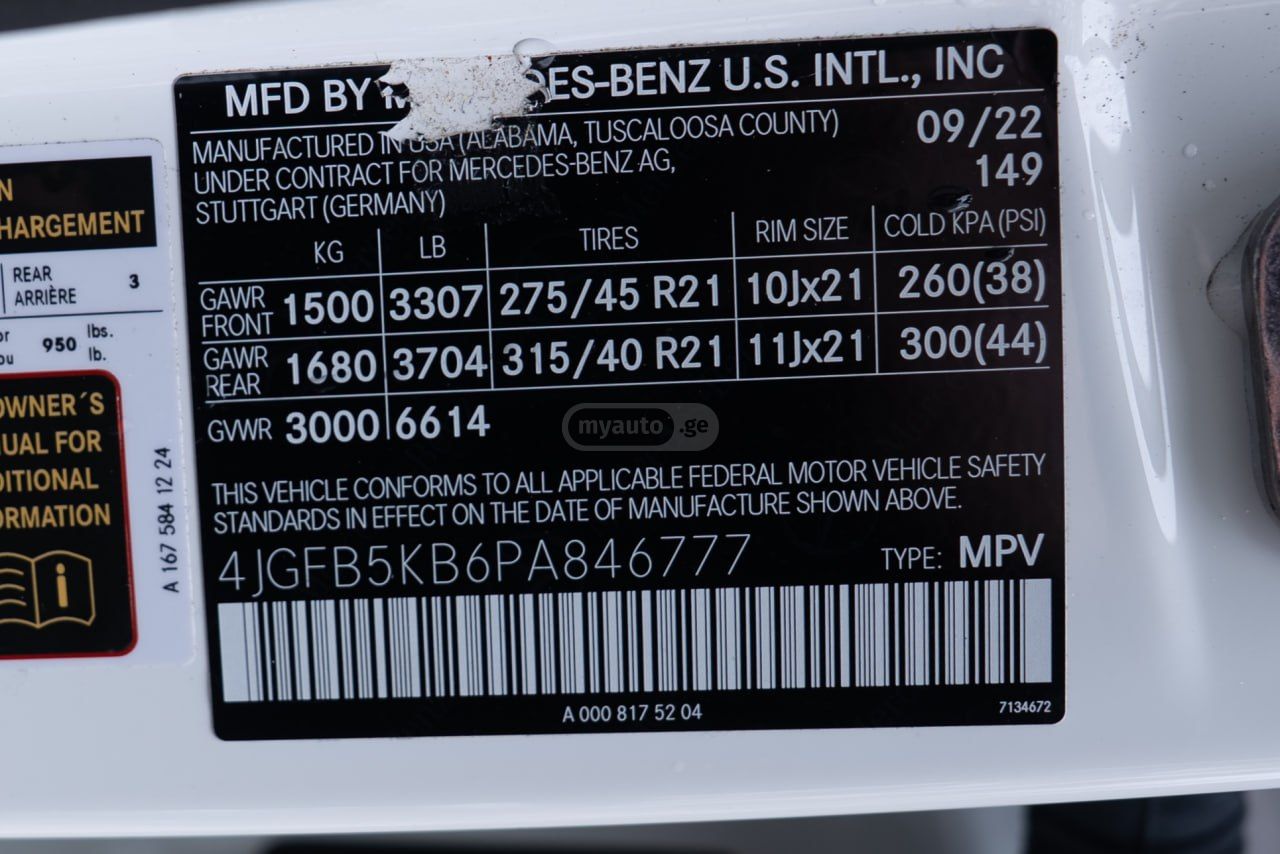 MFD BY DES-BENZ U.S. INTL., INC
MANUFACTURED IN USA (ALABAMA, TUSCALOOSA COUNTY)
UNDER CONTRACT FOR MERCEDES-BENZ AG,
STUTTGART (GERMANY)
09/22
149
KG LB TIRES RIM SIZE COLD KPA (PSI)
GAWR FRONT 1500 3307 275/45 R21 10Jx21 260(38)
GAWR REAR 1680 3704 315/40 R21 11Jx21 300(44)
GVWR 3000 6614
THIS VEHICLE CONFORMS TO ALL APPLICABLE FEDERAL MOTOR VEHICLE SAFETY
STANDARDS IN EFFECT ON THE DATE OF MANUFACTURE SHOWN ABOVE.
4JGFB5KB6PA846777 TYPE: MPV
A 000 817 52 04
7134672
myauto.ge
N
HARGEMENT
REAR
ARRIÈRE
3
or
ou
950
lbs.
lb.
OWNER´S
UAL FOR
DITIONAL
ORMATION
i
A 167 584 12 24